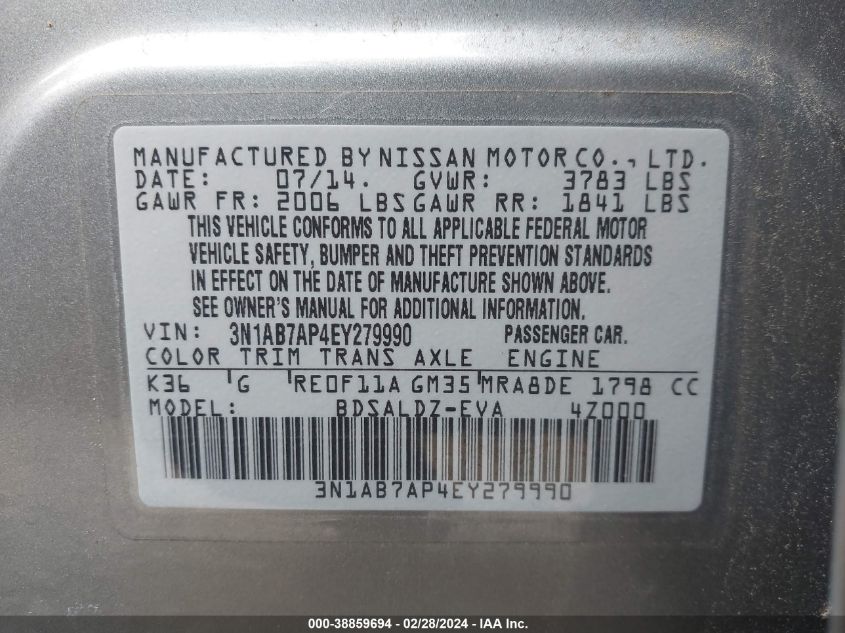 MANUFACTURED BY NISSAN MOTOR CO., LTD.
DATE: 07/14. GVWR: 3783 LBS
GAWR FR: 2006 LBS GAWR RR: 1841 LBS
THIS VEHICLE CONFORMS TO ALL APPLICABLE FEDERAL MOTOR
VEHICLE SAFETY, BUMPER AND THEFT PREVENTION STANDARDS
IN EFFECT ON THE DATE OF MANUFACTURE SHOWN ABOVE.
SEE OWNER'S MANUAL FOR ADDITIONAL INFORMATION.
VIN: 3N1AB7AP4EY279990 PASSENGER CAR.
COLOR TRIM TRANS AXLE ENGINE
K36 G RE0F11A GM35 MRA8DE 1798 CC
MODEL: BDSALDZ-EVA 4Z000
3N1AB7AP4EY279990
000-38859694 02/28/2024 - IAA Inc.